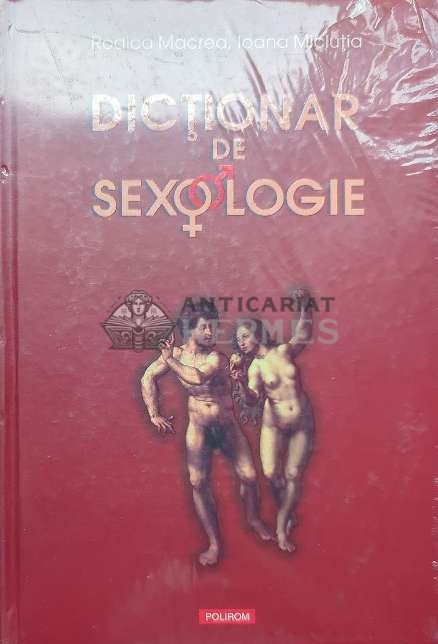 Rodica Macrea, Ioana Micluția
DICȚIONAR
DE
SEXOLOGIE
ANTICARIAT
HERMES
POLIROM